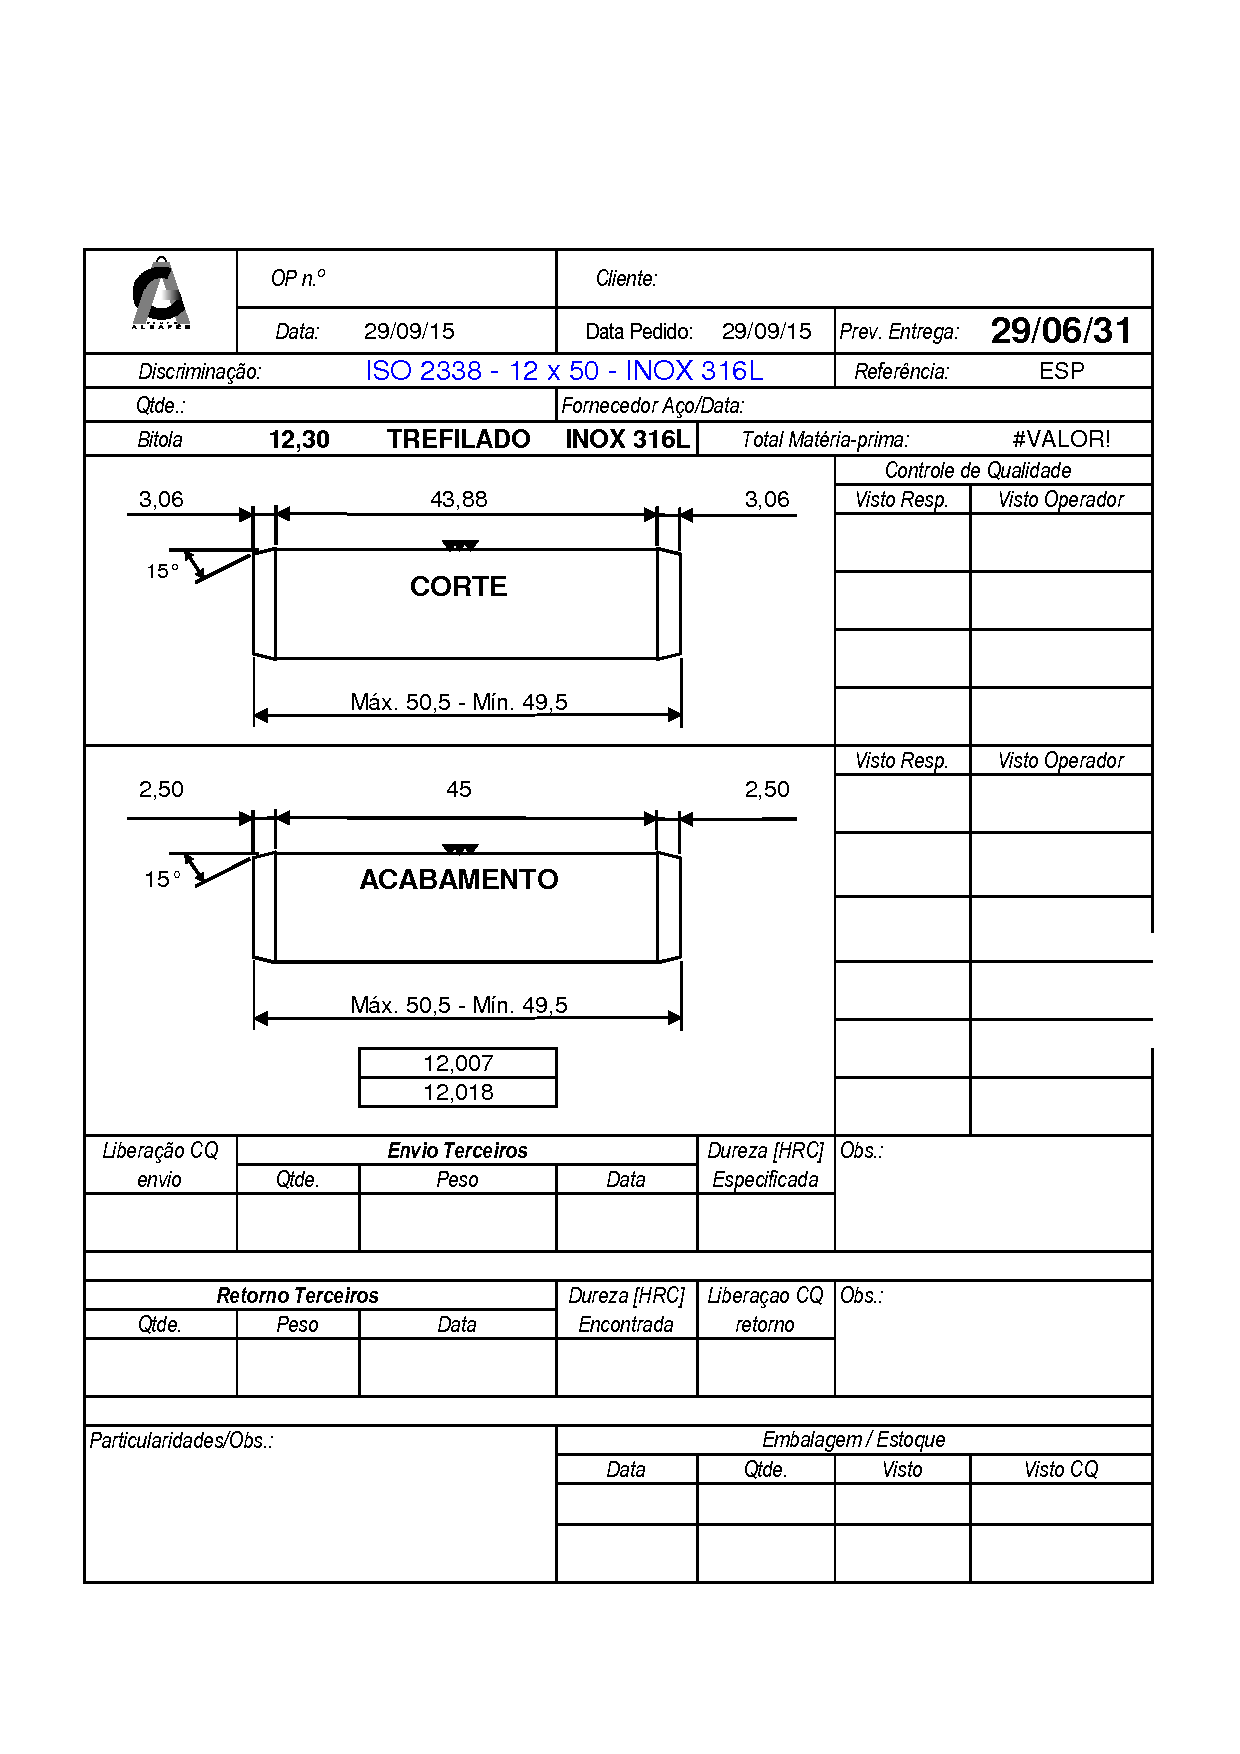 OP n.º Cliente:
ALBAFER
Data: 29/09/15 Data Pedido: 29/09/15 Prev. Entrega: 29/06/31
Discriminação: ISO 2338 - 12 x 50 - INOX 316L Referência: ESP
Qtde.: Fornecedor Aço/Data:
Bitola 12,30 TREFILADO INOX 316L Total Matéria-prima: #VALOR!
Controle de Qualidade
3,06 43,88 3,06 Visto Resp. Visto Operador
15°
CORTE
Máx. 50,5 - Mín. 49,5
Visto Resp. Visto Operador
2,50 45 2,50
15° ACABAMENTO
Máx. 50,5 - Mín. 49,5
12,007
12,018
Liberação CQ Envio Terceiros Dureza [HRC] Obs.:
envio Qtde. Peso Data Especificada
Retorno Terceiros Dureza [HRC] Liberaçao CQ Obs.:
Qtde. Peso Data Encontrada retorno
Particularidades/Obs.: Embalagem / Estoque
Data Qtde. Visto Visto CQ